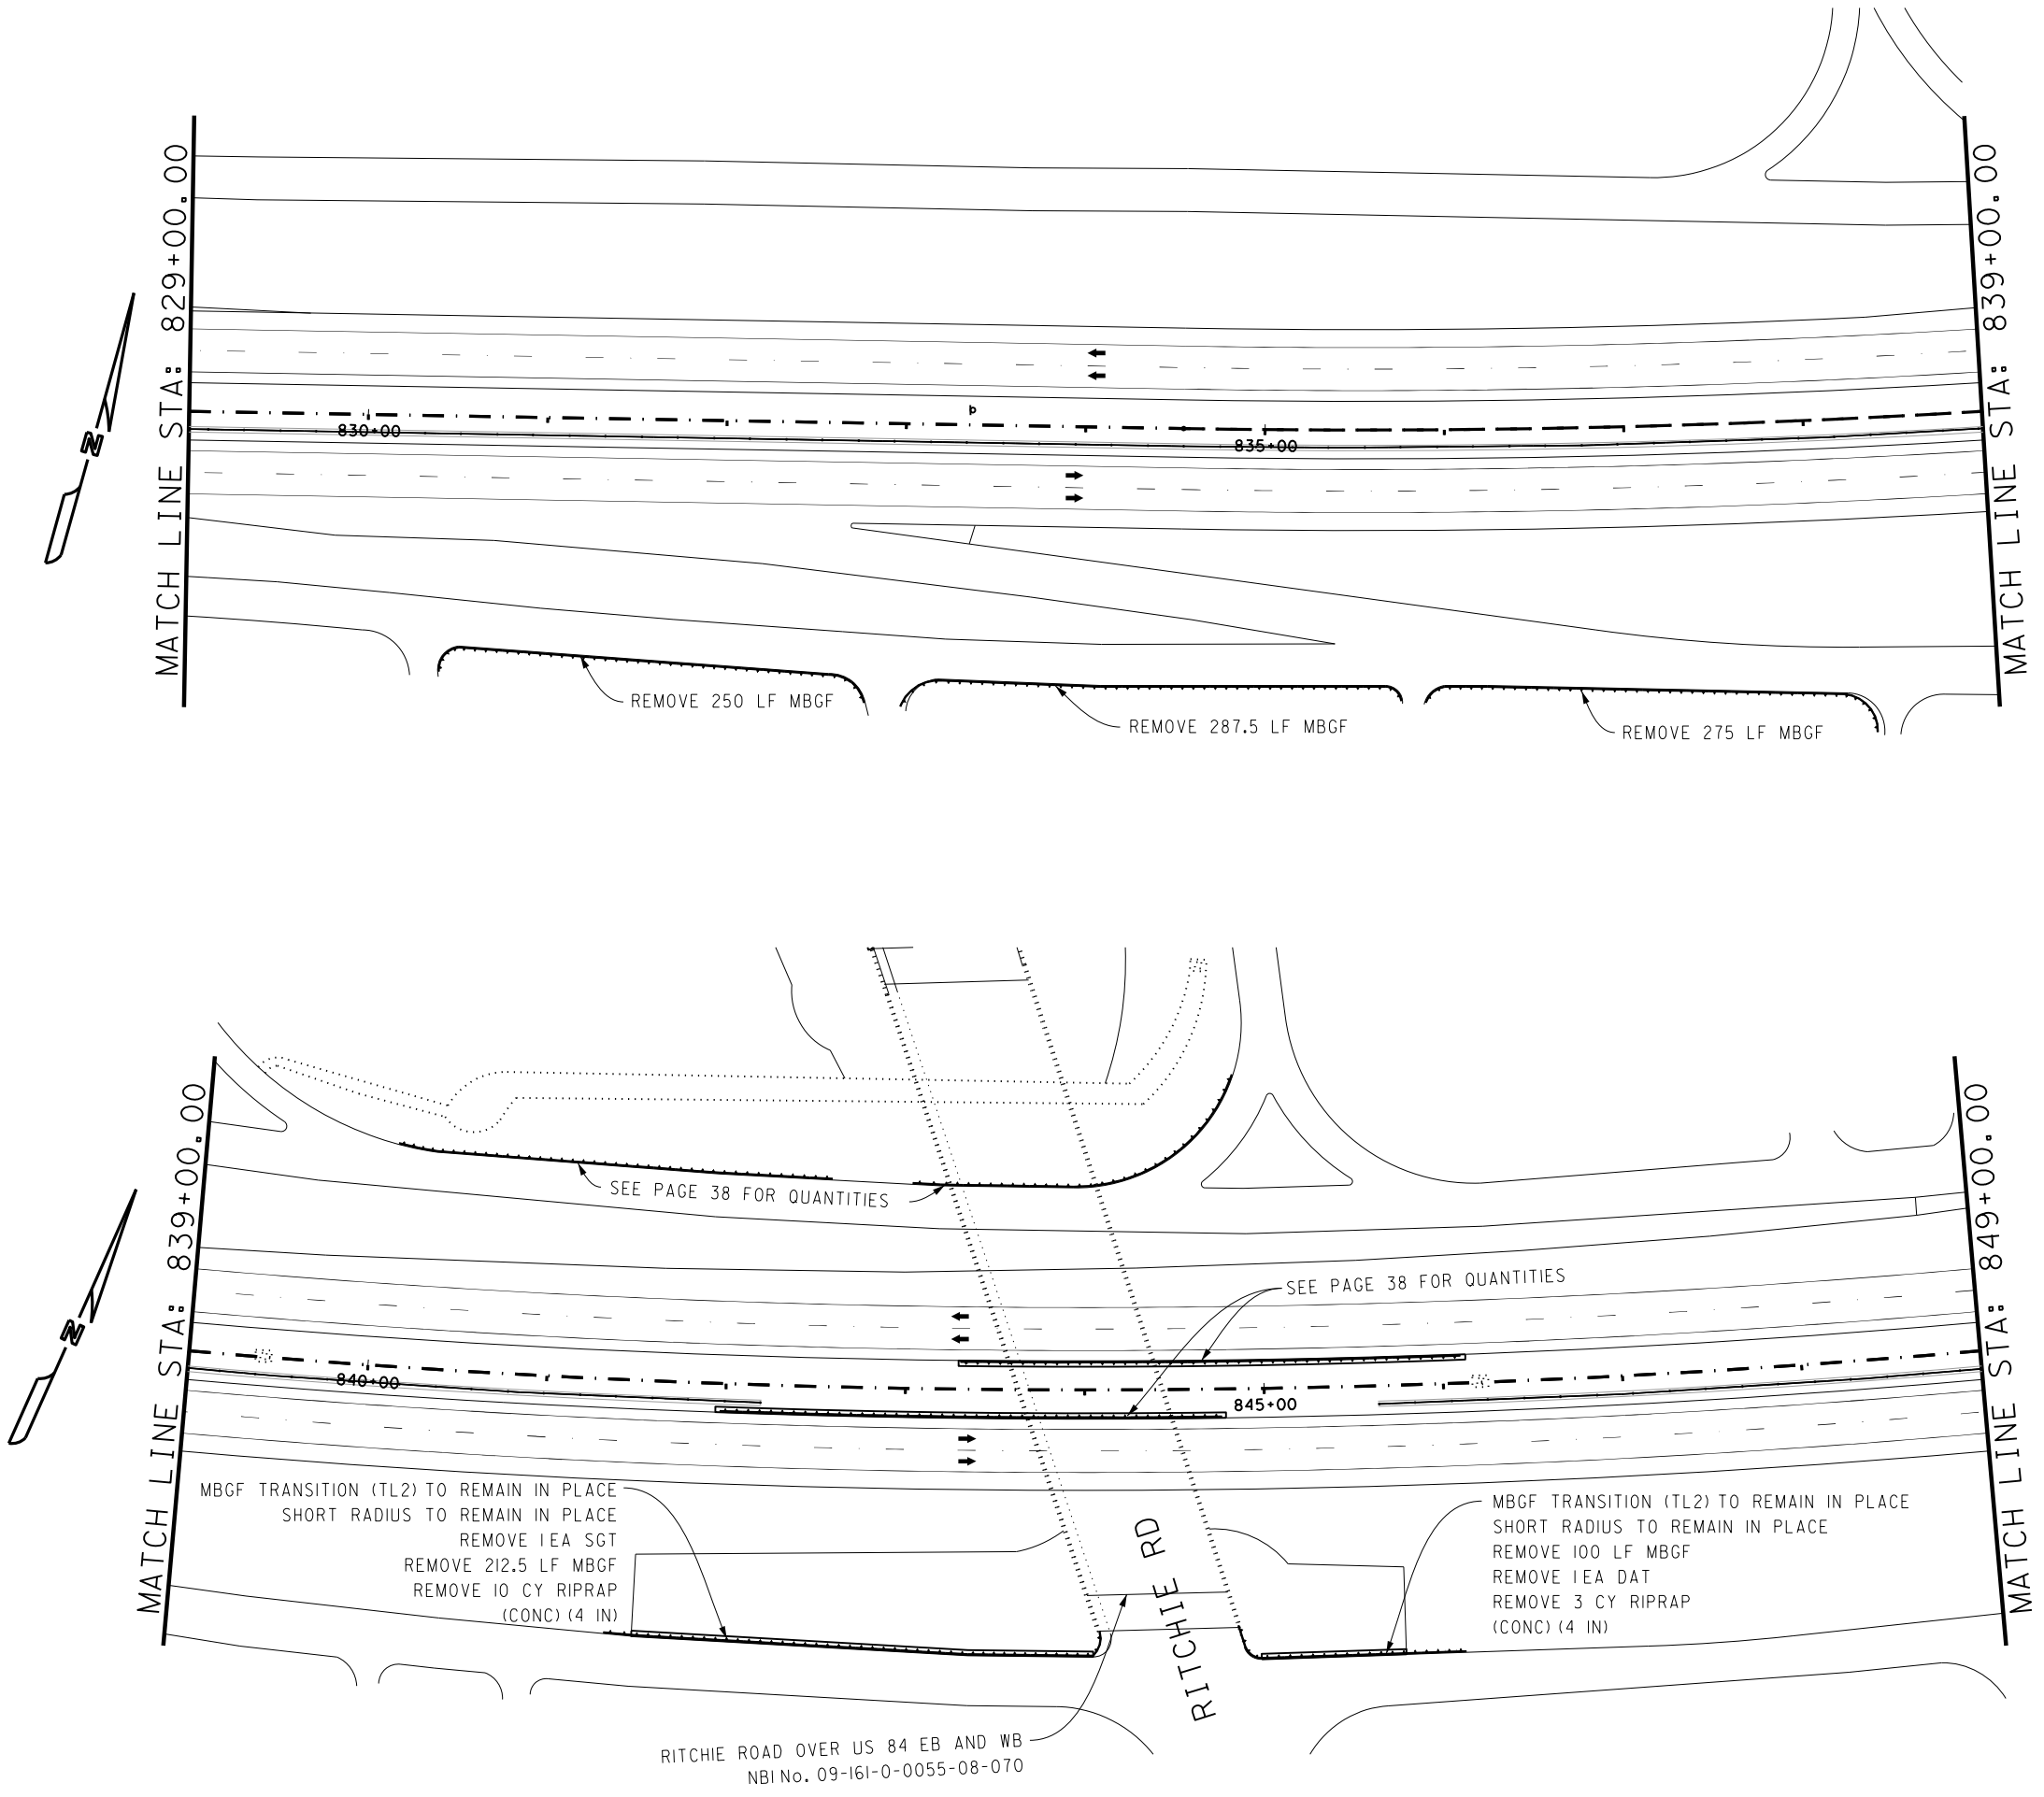 MATCH LINE STA: 829+00.00
N
830+00
835+00
MATCH LINE STA: 839+00.00
REMOVE 250 LF MBGF
REMOVE 287.5 LF MBGF
REMOVE 275 LF MBGF
MATCH LINE STA: 839+00.00
N
SEE PAGE 38 FOR QUANTITIES
SEE PAGE 38 FOR QUANTITIES
840+00
845+00
MATCH LINE STA: 849+00.00
MBGF TRANSITION (TL2) TO REMAIN IN PLACE
SHORT RADIUS TO REMAIN IN PLACE
REMOVE 1 EA SGT
REMOVE 212.5 LF MBGF
REMOVE 10 CY RIPRAP
(CONC) (4 IN)
RITCHIE RD
MBGF TRANSITION (TL2) TO REMAIN IN PLACE
SHORT RADIUS TO REMAIN IN PLACE
REMOVE 100 LF MBGF
REMOVE 1 EA DAT
REMOVE 3 CY RIPRAP
(CONC) (4 IN)
RITCHIE ROAD OVER US 84 EB AND WB
NBI No. 09-161-0-0055-08-070